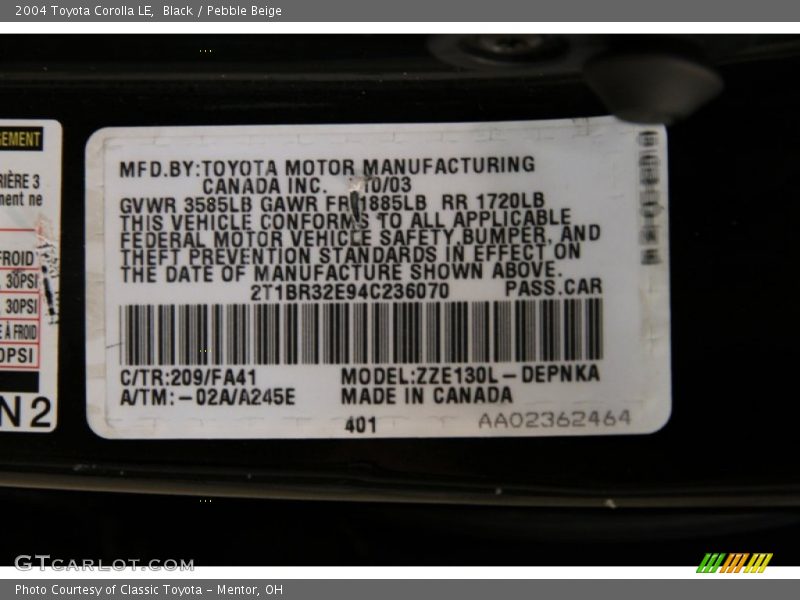 2004 Toyota Corolla LE, Black / Pebble Beige
MFD.BY:TOYOTA MOTOR MANUFACTURING
CANADA INC. 10/03
GVWR 3585LB GAWR FR 1885LB RR 1720LB
THIS VEHICLE CONFORMS TO ALL APPLICABLE
FEDERAL MOTOR VEHICLE SAFETY,BUMPER, AND
THEFT PREVENTION STANDARDS IN EFFECT ON
THE DATE OF MANUFACTURE SHOWN ABOVE.
2T1BR32E94C236070 PASS.CAR
C/TR:209/FA41 MODEL:ZZE130L-DEPNKA
A/TM:-02A/A245E MADE IN CANADA
401 AA02362464
GEMENT
RIÈRE 3
ment ne
FROID
30PSI
30PSI
E À FROID
0PSI
N2
GTCARLOT.COM
Photo Courtesy of Classic Toyota - Mentor, OH